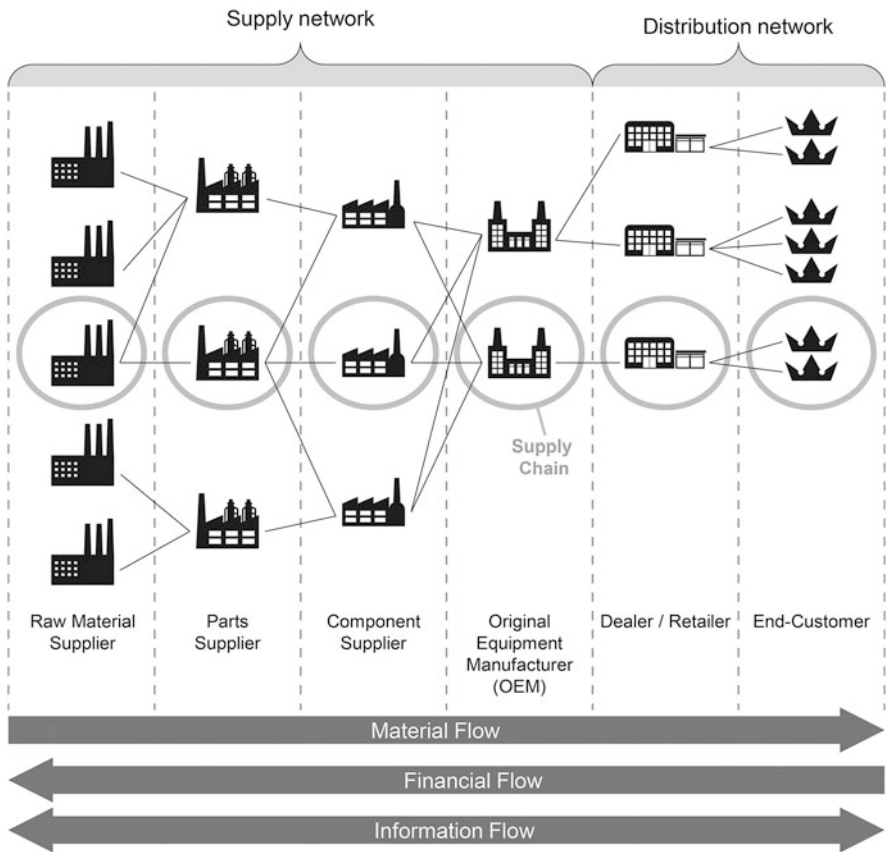 Supply network
Distribution network
Supply
Chain
Raw Material
Supplier
Parts
Supplier
Component
Supplier
Original
Equipment
Manufacturer
(OEM)
Dealer / Retailer
End-Customer
Material Flow
Financial Flow
Information Flow